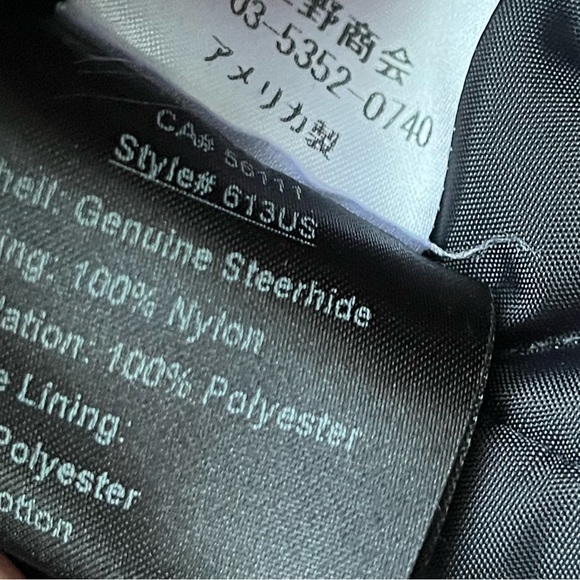 野商会
03-5352-0740
アメリカ製
CA# 56111
Style# 613US
hell: Genuine Steerhide
ng: 100% Nylon
lation: 100% Polyester
e Lining:
Polyester
otton